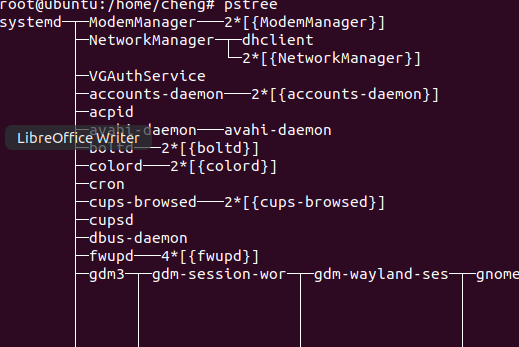 root@ubuntu:/home/cheng# pstree
systemd─┬─ModemManager───2*[{ModemManager}]
        ├─NetworkManager─┬─dhclient
        │                └─2*[{NetworkManager}]
        ├─VGAuthService
        ├─accounts-daemon───2*[{accounts-daemon}]
        ├─acpid
        ├─avahi-daemon───avahi-daemon
LibreOffice Writer
        ├─boltd───2*[{boltd}]
        ├─colord───2*[{colord}]
        ├─cron
        ├─cups-browsed───2*[{cups-browsed}]
        ├─cupsd
        ├─dbus-daemon
        ├─fwupd───4*[{fwupd}]
        ├─gdm3─┬─gdm-session-wor─┬─gdm-wayland-ses─┬─gnome